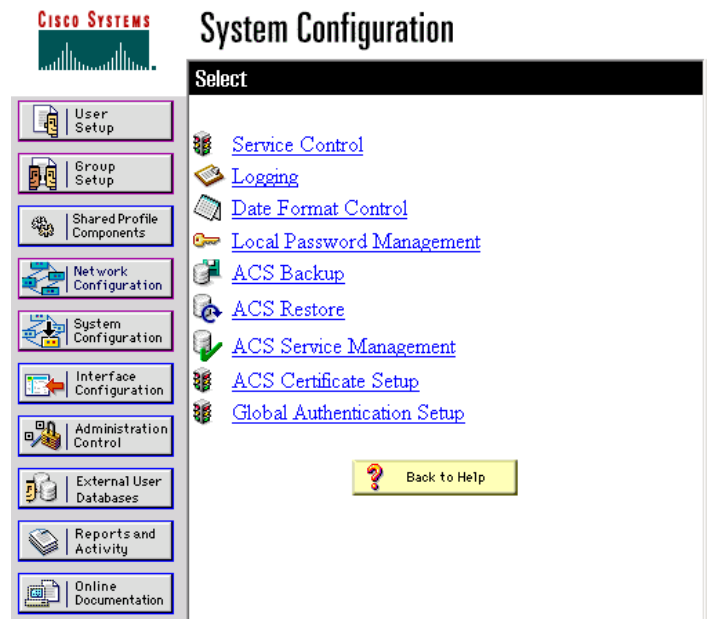 CISCO SYSTEMS
System Configuration
Select
User
Setup
Group
Setup
Shared Profile
Components
Network
Configuration
System
Configuration
Interface
Configuration
Administration
Control
External User
Databases
Reports and
Activity
Online
Documentation
Service Control
Logging
Date Format Control
Local Password Management
ACS Backup
ACS Restore
ACS Service Management
ACS Certificate Setup
Global Authentication Setup
Back to Help